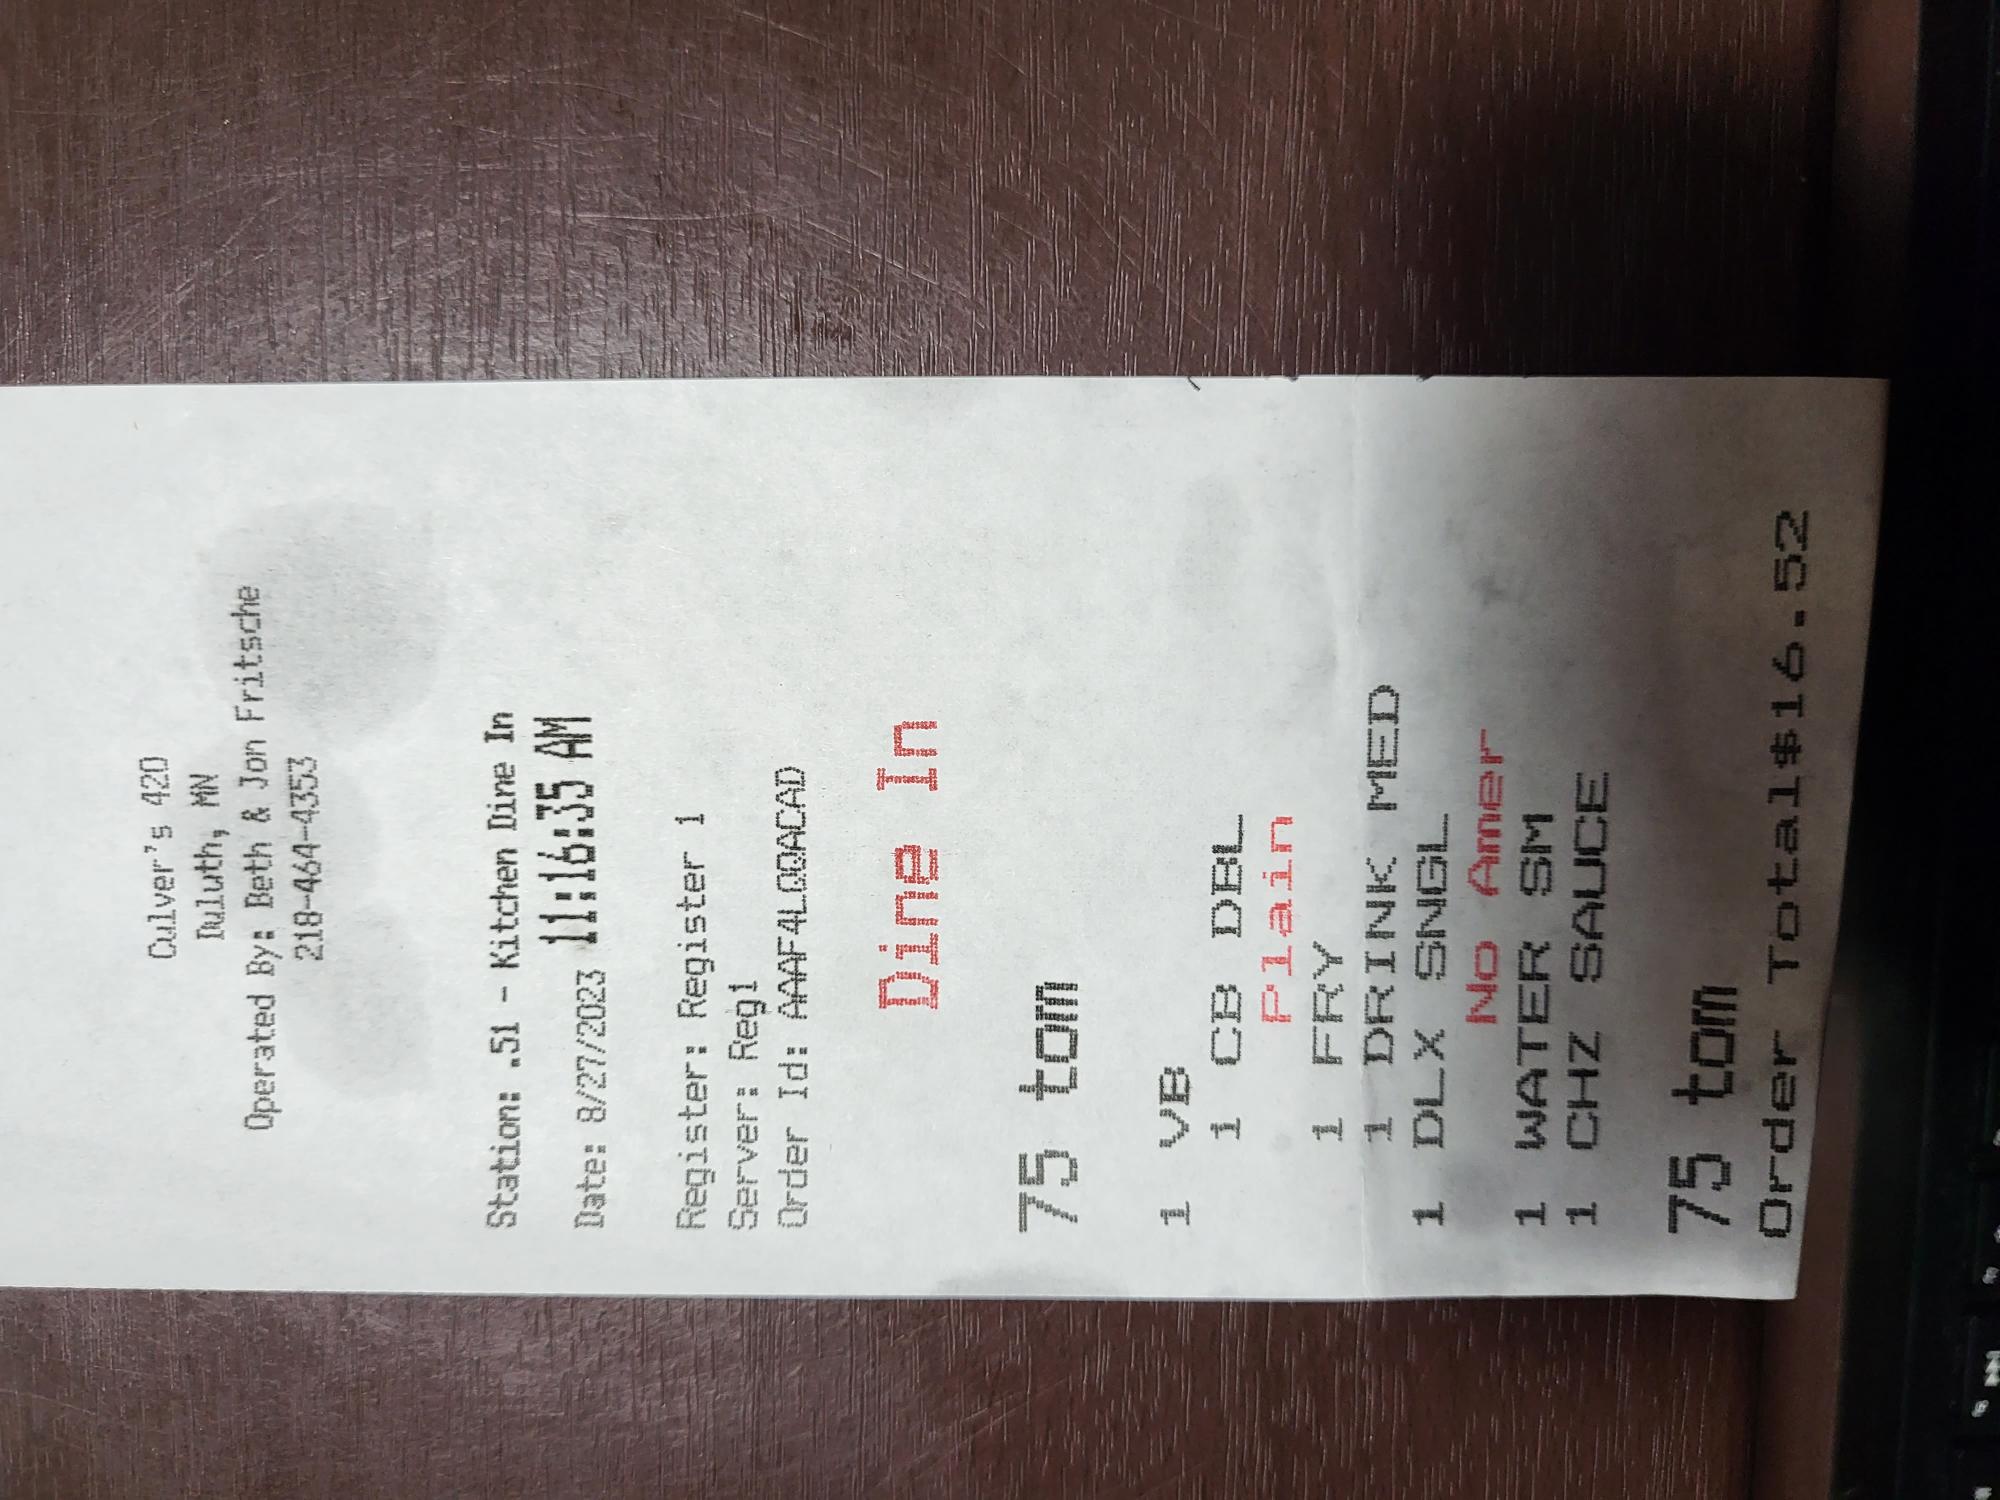 Culver's 420
Duluth, MN
Operated By: Beth & Jon Fritsche
218-464-4353
Station: .51 - Kitchen Dine In
Date: 8/27/2023 11:16:35 AM
Register: Register 1
Server: Reg1
Order Id: AAAF4LOOACAD
Dine In
75 tom
1 VB
1 CB DBL
Plain
1 FRY
1 DRINK MED
1 DLX SNGL
NO Amer
1 WATER SM
1 CHZ SAUCE
75 tom
Order Total$16.52